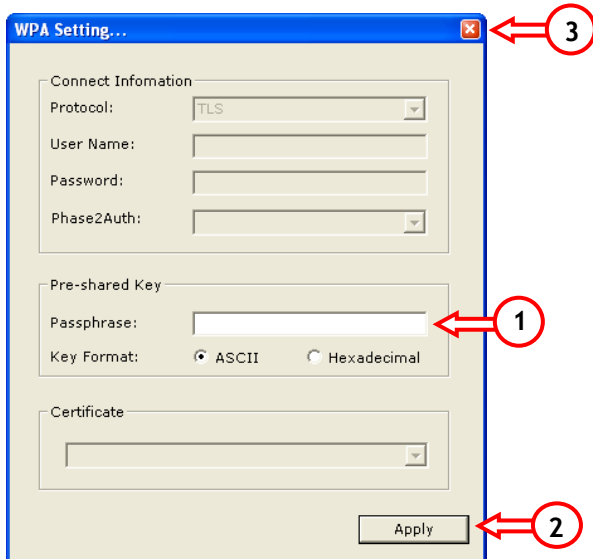 WPA Setting...
3
Connect Infomation
Protocol: TLS
User Name:
Password:
Phase2Auth:
Pre-shared Key
Passphrase:
1
Key Format: ASCII Hexadecimal
Certificate
Apply
2